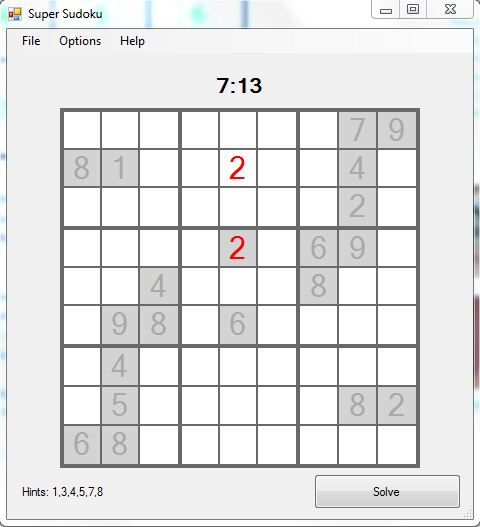 Super Sudoku
File Options Help
7:13
7 9
8 1 2 4
2
2 6 9
4 8
9 8 6
4
5 8 2
6 8
Hints: 1,3,4,5,7,8 Solve